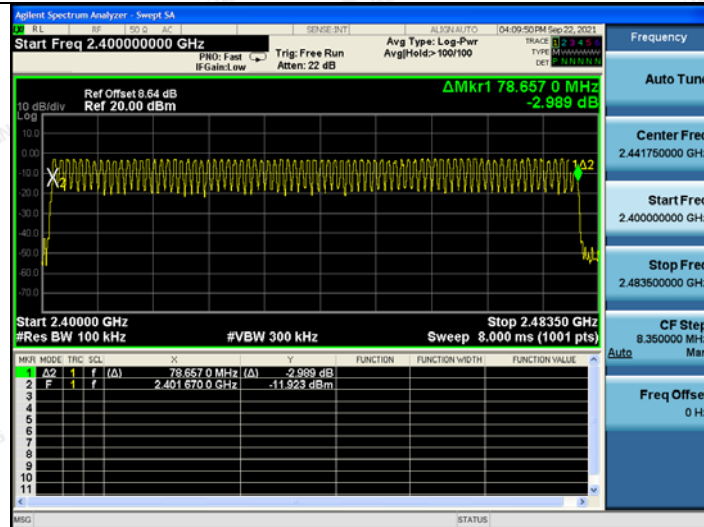 Agilent Spectrum Analyzer - Swept SA
RL RF 50 Ω AC SENSE:INT ALIGNAUTO 04:09:50 PM Sep 22, 2021
Start Freq 2.400000000 GHz
PNO: Fast
IFGain:Low
Trig: Free Run
Atten: 22 dB
Avg Type: Log-Pwr
Avg|Hold:>100/100
TRACE 1 2 3 4 5 6
TYPE M
DET P N N N N N
ΔMkr1 78.657 0 MHz
-2.989 dB
Ref Offset 8.64 dB
10 dB/div Ref 20.00 dBm
Log
10.0
0.00
-10.0
-20.0
-30.0
-40.0
-50.0
-60.0
-70.0
X2
1Δ2
Start 2.40000 GHz Stop 2.48350 GHz
#Res BW 100 kHz #VBW 300 kHz Sweep 8.000 ms (1001 pts)
MKR MODE TRC SCL X Y FUNCTION FUNCTION WIDTH FUNCTION VALUE
1 Δ2 1 f (Δ) 78.657 0 MHz (Δ) -2.989 dB
2 F 1 f 2.401 670 0 GHz -11.923 dBm
3
4
5
6
7
8
9
10
11
MSG STATUS
Frequency
Auto Tune
Center Freq
2.441750000 GHz
Start Freq
2.400000000 GHz
Stop Freq
2.483500000 GHz
CF Step
8.350000 MHz
Auto Man
Freq Offset
0 Hz